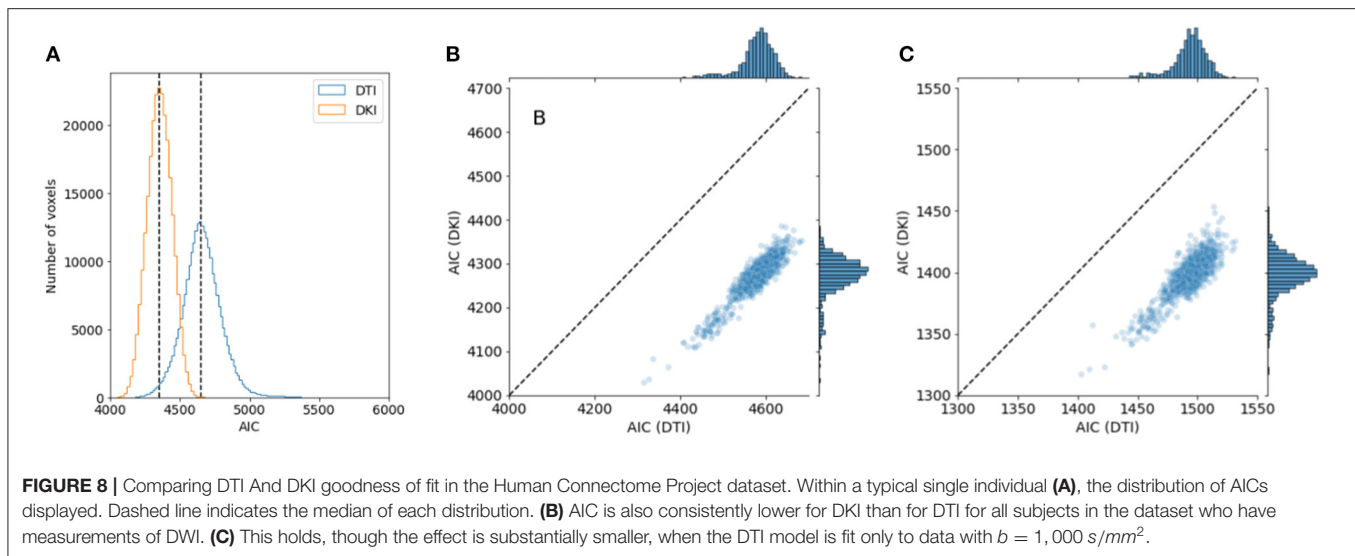 A
B
C
DTI
DKI
Number of voxels
20000
15000
10000
5000
0
4000
4500
5000
5500
6000
AIC
B
AIC (DKI)
4700
4600
4500
4400
4300
4200
4100
4000
4000
4200
4400
4600
AIC (DTI)
AIC (DKI)
1550
1500
1450
1400
1350
1300
1300
1350
1400
1450
1500
1550
AIC (DTI)
FIGURE 8 | Comparing DTI And DKI goodness of fit in the Human Connectome Project dataset. Within a typical single individual (A), the distribution of AICs
displayed. Dashed line indicates the median of each distribution. (B) AIC is also consistently lower for DKI than for DTI for all subjects in the dataset who have
measurements of DWI. (C) This holds, though the effect is substantially smaller, when the DTI model is fit only to data with b = 1, 000 s/mm².